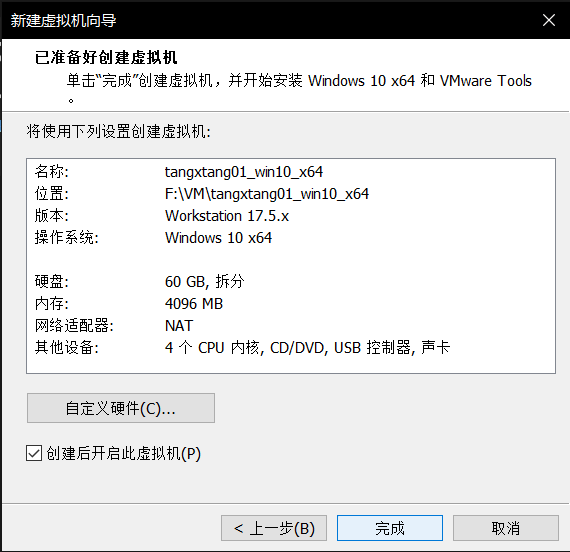 新建虚拟机向导
已准备好创建虚拟机
单击“完成”创建虚拟机，并开始安装 Windows 10 x64 和 VMware Tools
。
将使用下列设置创建虚拟机:
名称: tangxtang01_win10_x64
位置: F:\VM\tangxtang01_win10_x64
版本: Workstation 17.5.x
操作系统: Windows 10 x64
硬盘: 60 GB, 拆分
内存: 4096 MB
网络适配器: NAT
其他设备: 4 个 CPU 内核, CD/DVD, USB 控制器, 声卡
自定义硬件(C)...
创建后开启此虚拟机(P)
< 上一步(B) 完成 取消